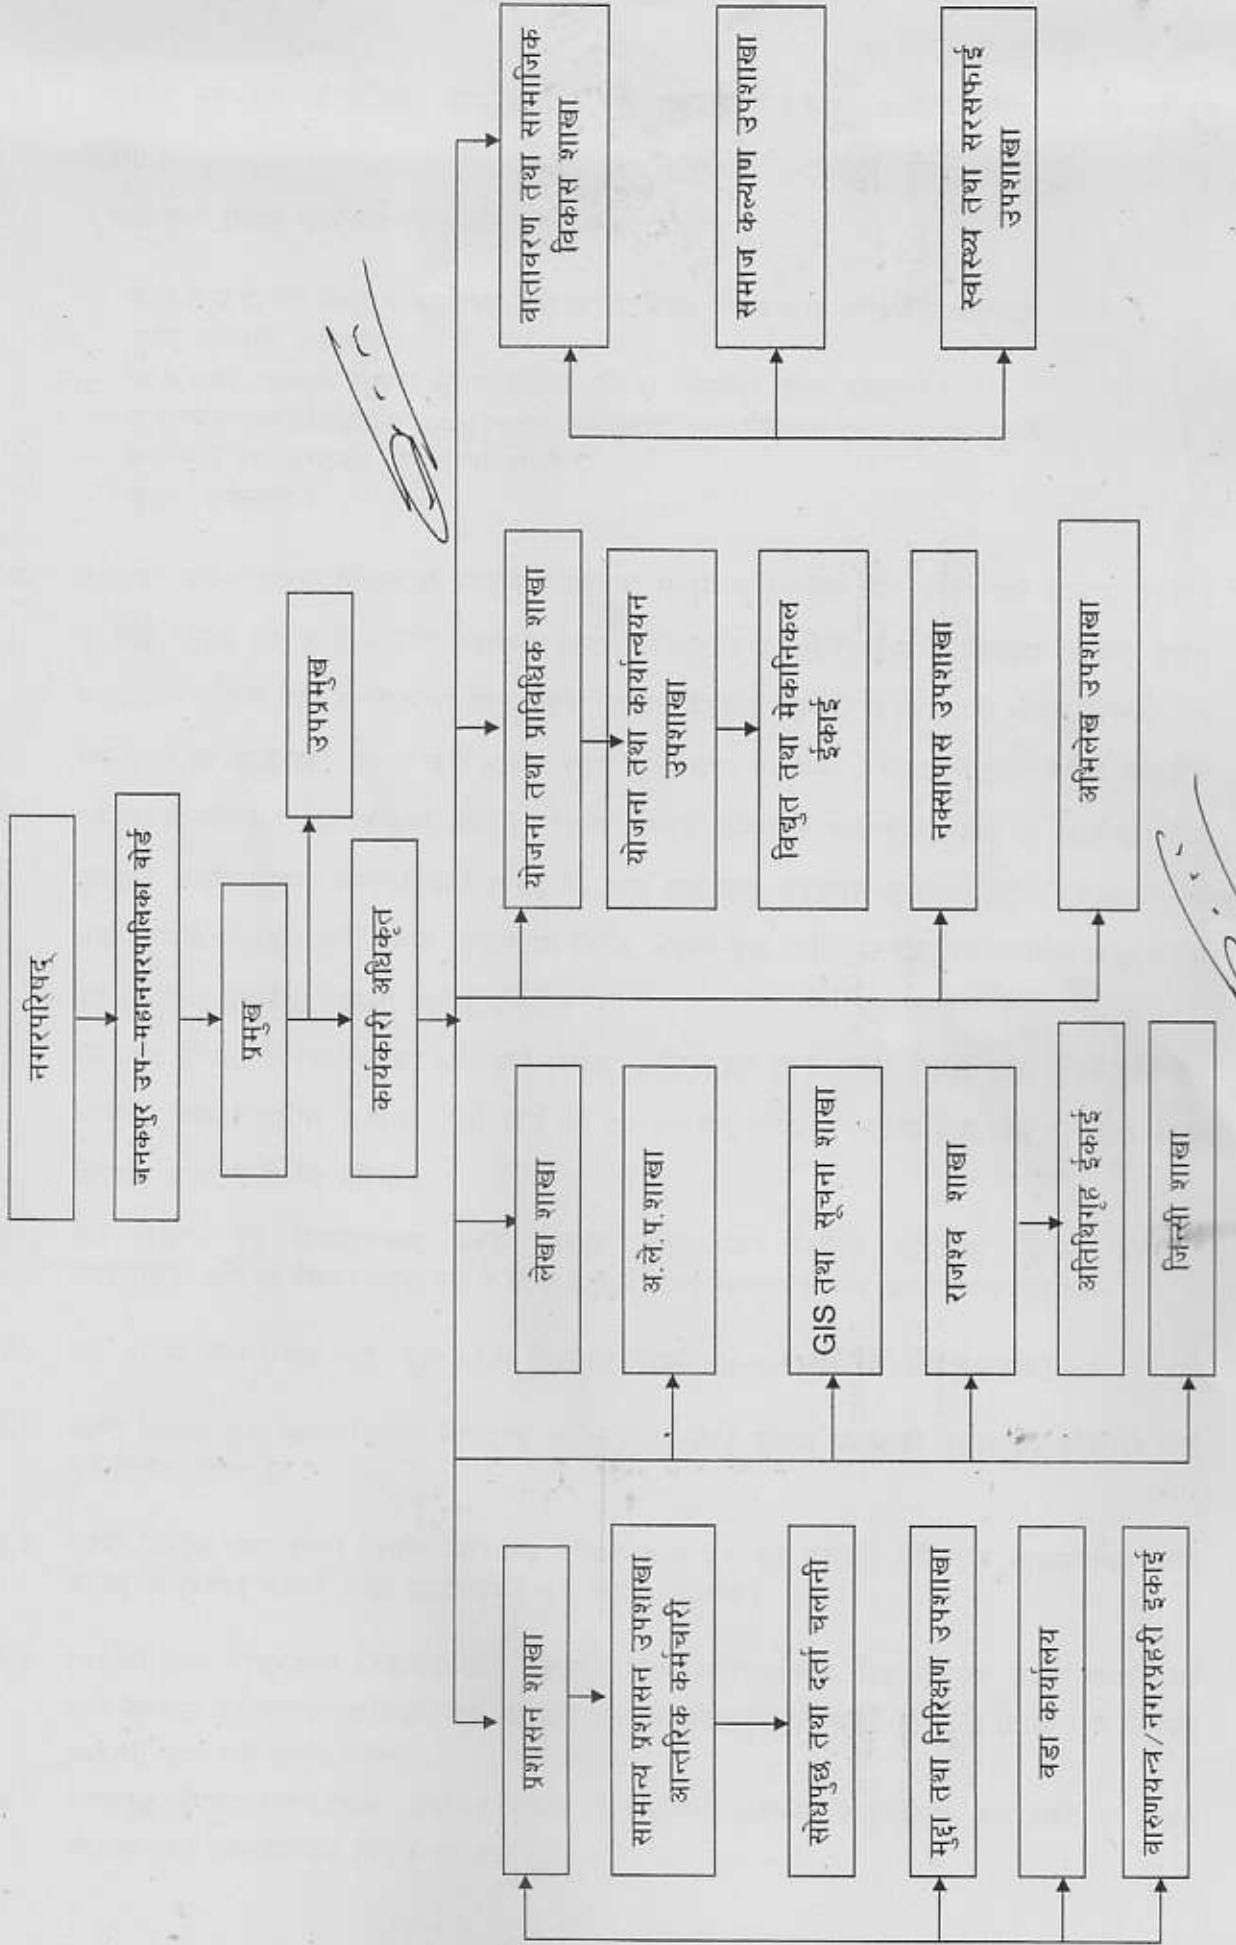 नगरपरिषद्
जनकपुर उप-महानगरपालिका बोर्ड
प्रमुख
उपप्रमुख
कार्यकारी अधिकृत
प्रशासन शाखा
सामान्य प्रशासन उपशाखा
आन्तरिक कर्मचारी
सोधपुछ तथा दर्ता चलानी
मुद्दा तथा निरिक्षण उपशाखा
वडा कार्यालय
वारुणयन्त्र/नगरप्रहरी इकाई
लेखा शाखा
अ.ले.प.शाखा
GIS तथा सूचना शाखा
राजश्व शाखा
अतिथिगृह ईकाई
जिन्सी शाखा
योजना तथा प्राविधिक शाखा
योजना तथा कार्यान्वयन
उपशाखा
विद्युत तथा मेकानिकल
ईकाई
नक्सापास उपशाखा
अभिलेख उपशाखा
वातावरण तथा सामाजिक
विकास शाखा
समाज कल्याण उपशाखा
स्वास्थ्य तथा सरसफाई
उपशाखा